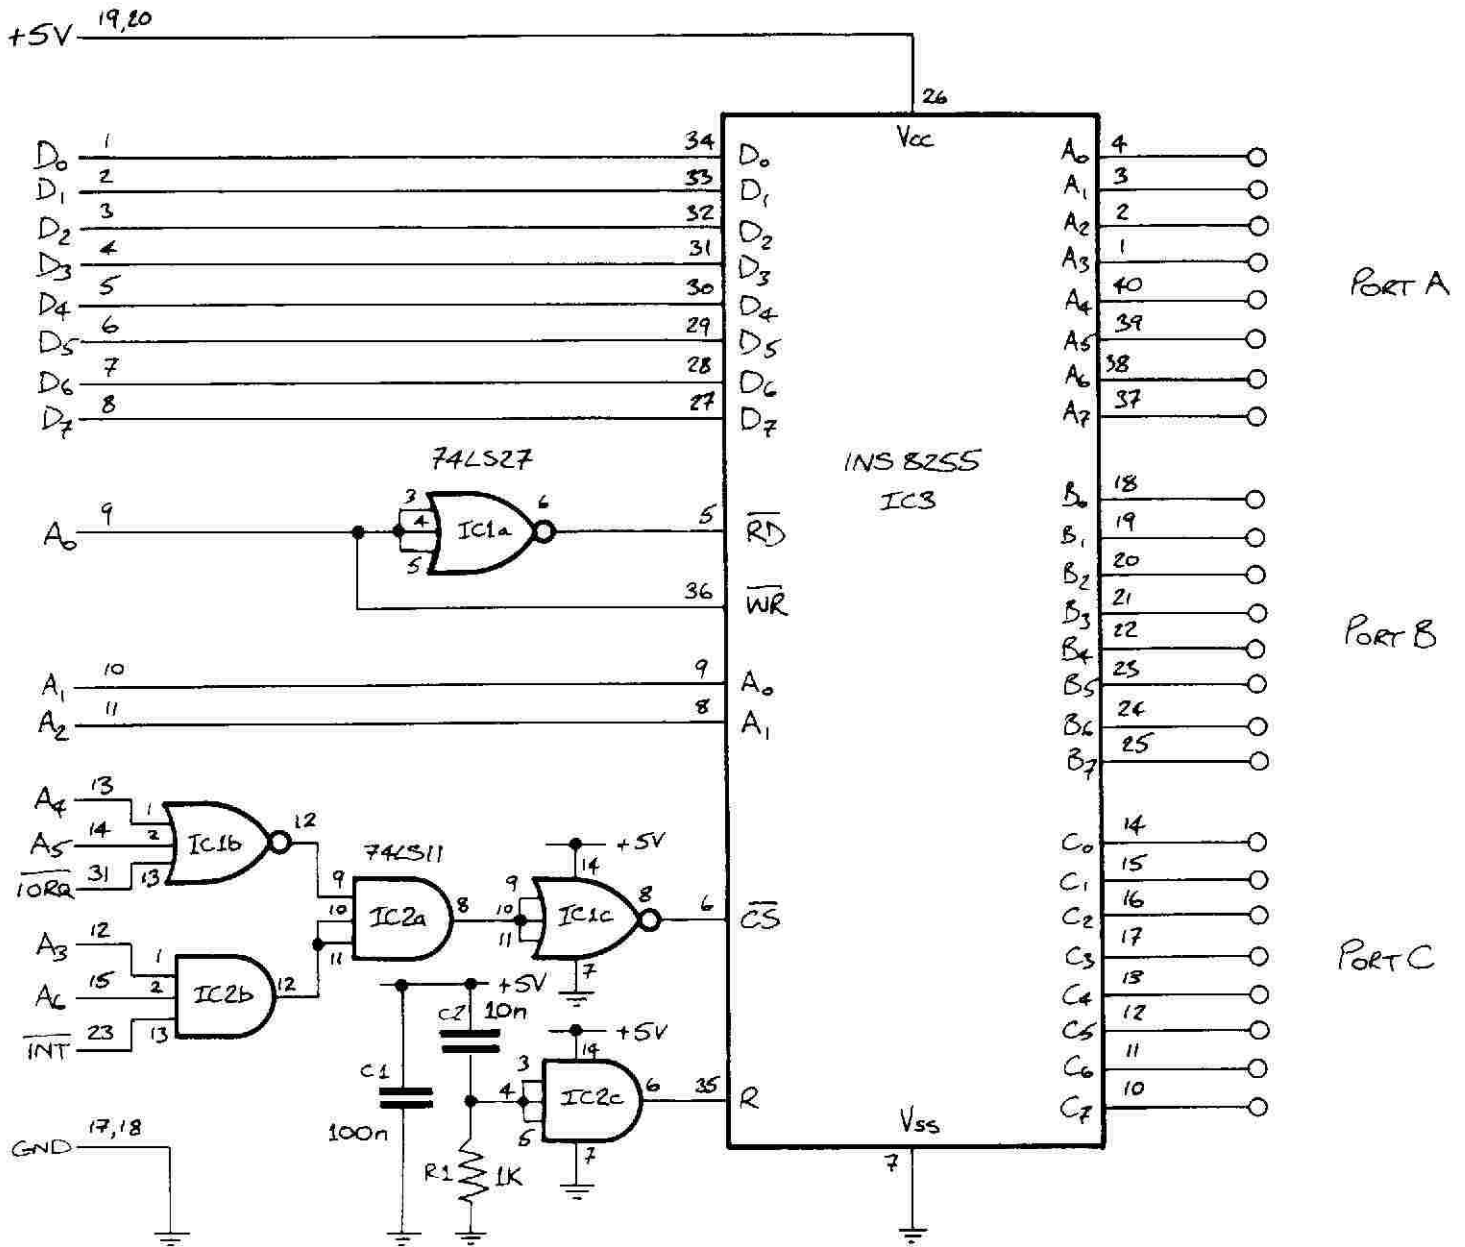 +5V 19,20
26
Vcc
D0 1 34 D0 A0 4
D1 2 33 D1 A1 3
D2 3 32 D2 A2 2
D3 4 31 D3 A3 1
D4 5 30 D4 A4 40
PORT A
D5 6 29 D5 A5 39
D6 7 28 D6 A6 38
D7 8 27 D7 A7 37
74LS27
INS 8255
IC3
A0 9
3
4
5
IC1a
6
5 RD
36 WR
B0 18
B1 19
B2 20
B3 21
PORT B
B4 22
B5 23
B6 24
B7 25
A1 10 9 A0
A2 11 8 A1
A4 13 1
A5 14 2
IORQ 31 13
IC1b
12
74LS11
9
10
11
IC2a
8
+5V
14
9
10
11
IC1c
8
7
6 CS
A3 12 1
A6 15 2
INT 23 13
IC2b
12
C0 14
C1 15
C2 16
C3 17
PORT C
C4 13
C5 12
C6 11
C7 10
+5V
C2 10n
C1
100n
R1 1K
+5V
14
3
4
5
IC2c
6
7
35 R
GND 17,18
Vss
7